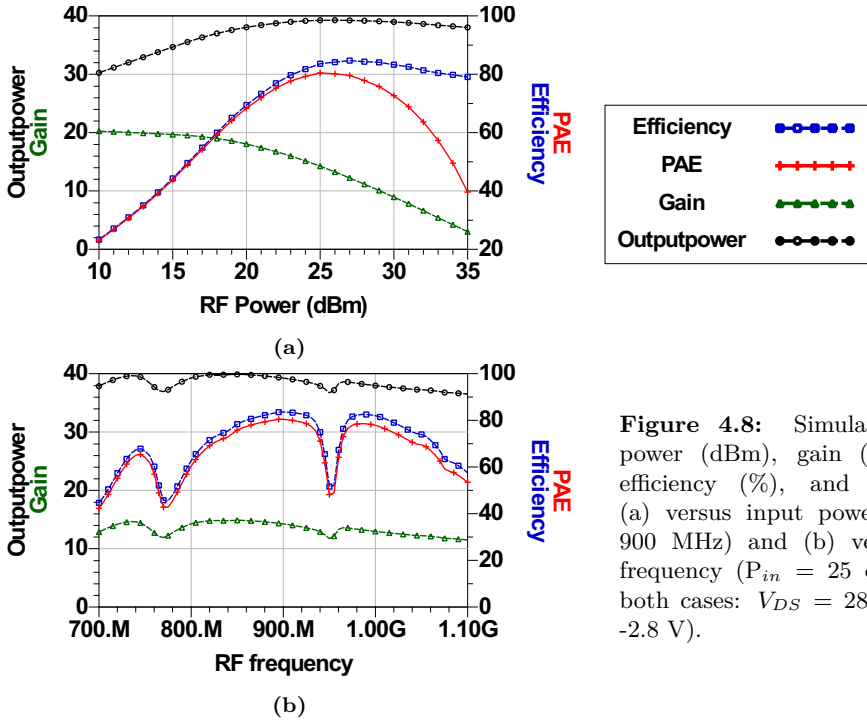 40
30
20
10
0
Outputpower
Gain
100
80
60
40
20
PAE
Efficiency
10 15 20 25 30 35
RF Power (dBm)
(a)
Efficiency
PAE
Gain
Outputpower
40
30
20
10
0
Outputpower
Gain
100
80
60
40
20
0
PAE
Efficiency
700.M 800.M 900.M 1.00G 1.10G
RF frequency
(b)
Figure 4.8: Simula
power (dBm), gain (
efficiency (%), and
(a) versus input powe
900 MHz) and (b) ve
frequency (P_in = 25
both cases: V_DS = 28
-2.8 V).